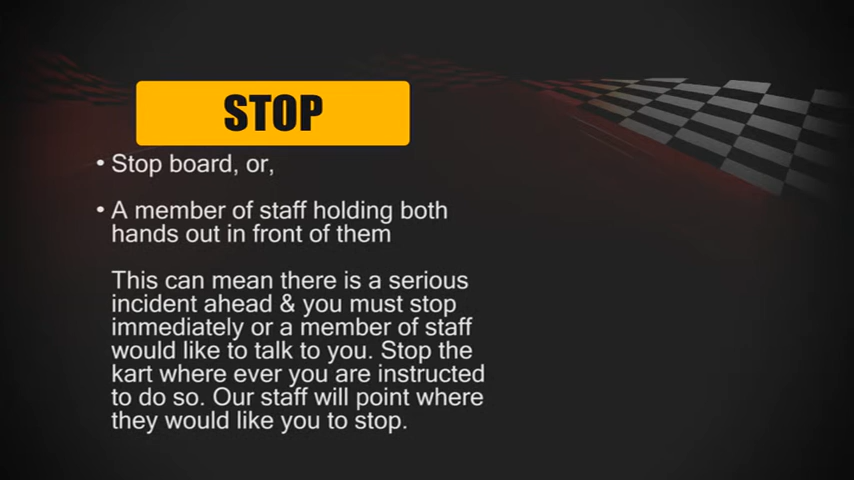 STOP
• Stop board, or,
• A member of staff holding both
hands out in front of them
This can mean there is a serious
incident ahead & you must stop
immediately or a member of staff
would like to talk to you. Stop the
kart where ever you are instructed
to do so. Our staff will point where
they would like you to stop.